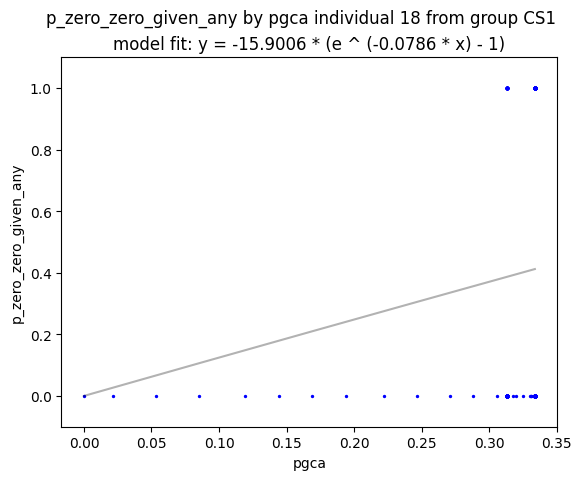 p_zero_zero_given_any by pgca individual 18 from group CS1
model fit: y = -15.9006 * (e ^ (-0.0786 * x) - 1)
1.0
0.8
0.6
0.4
0.2
0.0
p_zero_zero_given_any
0.00 0.05 0.10 0.15 0.20 0.25 0.30 0.35
pgca